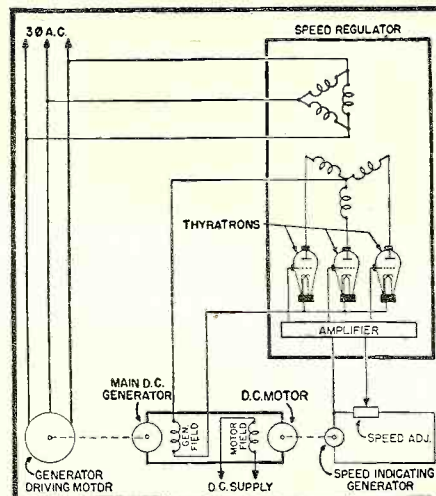 3Ø A.C.
SPEED REGULATOR
THYRATRONS
AMPLIFIER
MAIN D.C.
GENERATOR
GEN.
FIELD
MOTOR
FIELD
D.C. MOTOR
SPEED ADJ.
GENERATOR
DRIVING MOTOR
D.C. SUPPLY
SPEED INDICATING
GENERATOR